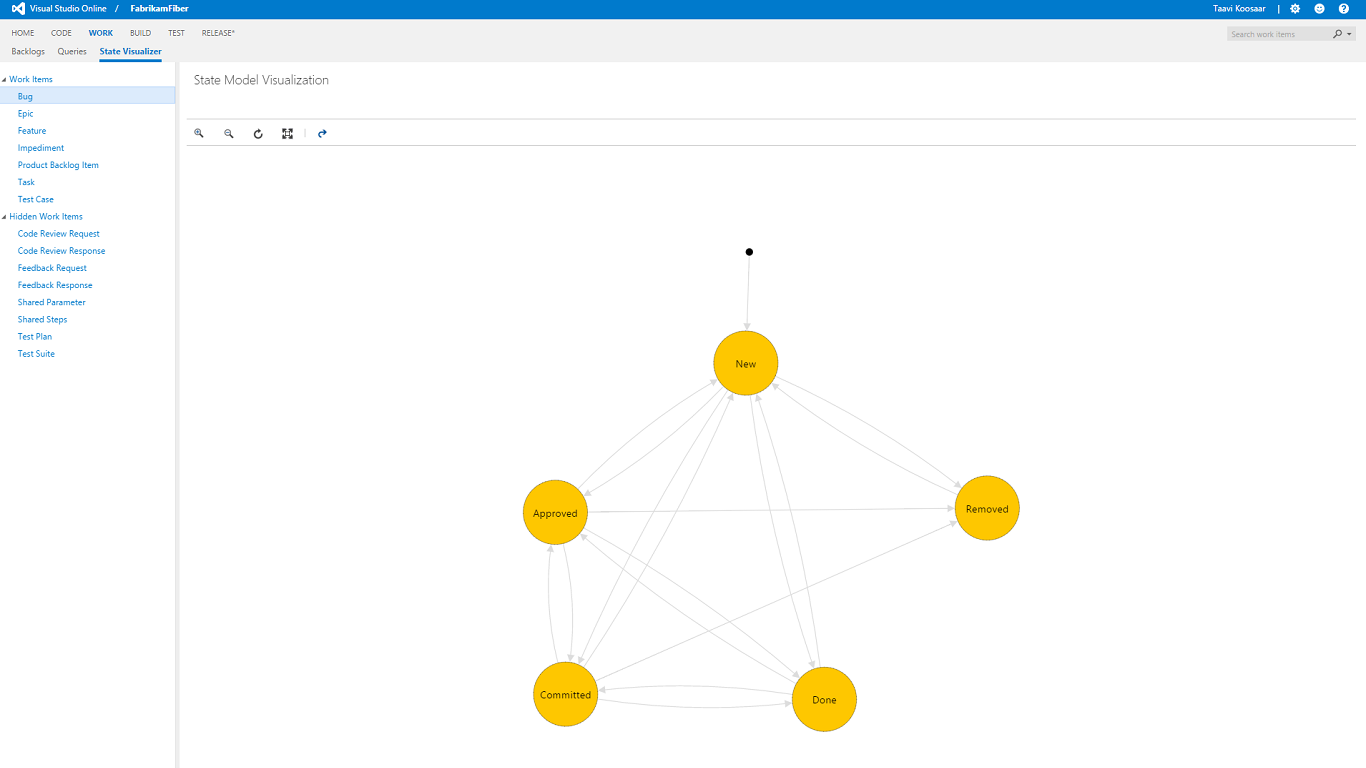 Visual Studio Online / FabrikamFiber
Taavi Koosaar |
HOME CODE WORK BUILD TEST RELEASE*
Search work items
Backlogs Queries State Visualizer
Work Items
Bug
Epic
Feature
Impediment
Product Backlog Item
Task
Test Case
Hidden Work Items
Code Review Request
Code Review Response
Feedback Request
Feedback Response
Shared Parameter
Shared Steps
Test Plan
Test Suite
State Model Visualization
New
Approved
Removed
Committed
Done